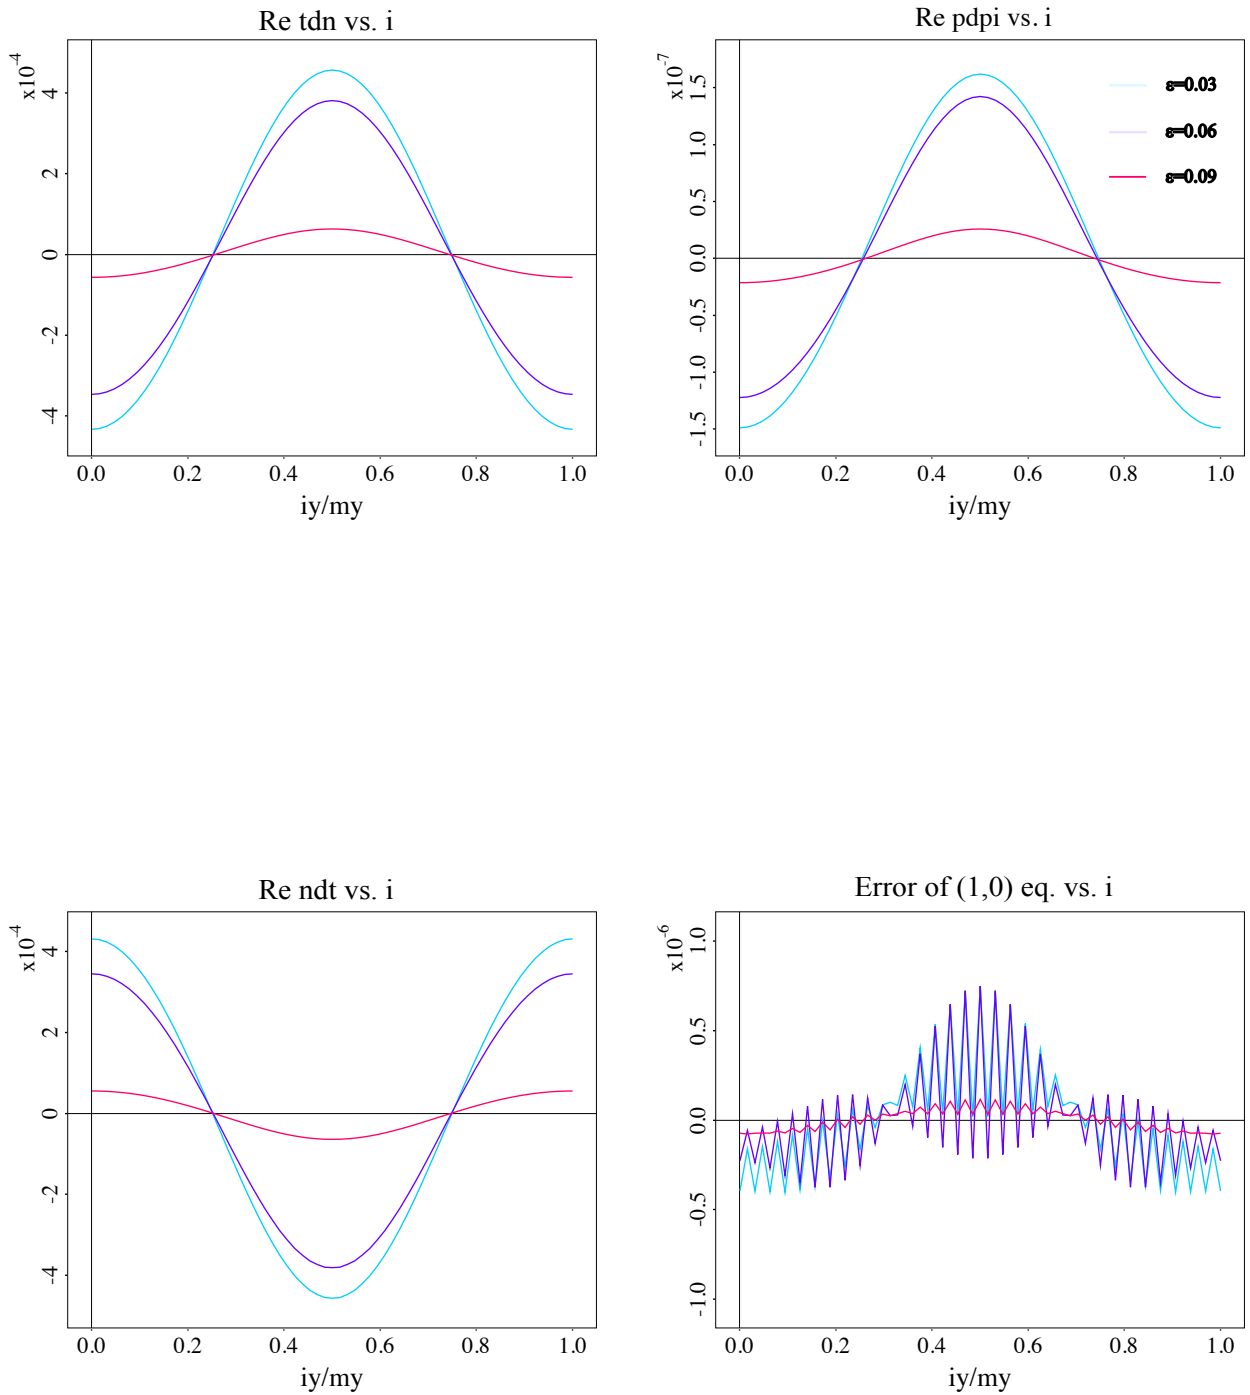 Re tdn vs. i
x10-4
4
2
0
-2
-4
0.0 0.2 0.4 0.6 0.8 1.0
iy/my
Re pdpi vs. i
x10-7
1.5
1.0
0.5
0.0
-0.5
-1.0
-1.5
ε=0.03
ε=0.06
ε=0.09
0.0 0.2 0.4 0.6 0.8 1.0
iy/my
Re ndt vs. i
x10-4
4
2
0
-2
-4
0.0 0.2 0.4 0.6 0.8 1.0
iy/my
Error of (1,0) eq. vs. i
x10-6
1.0
0.5
0.0
-0.5
-1.0
0.0 0.2 0.4 0.6 0.8 1.0
iy/my